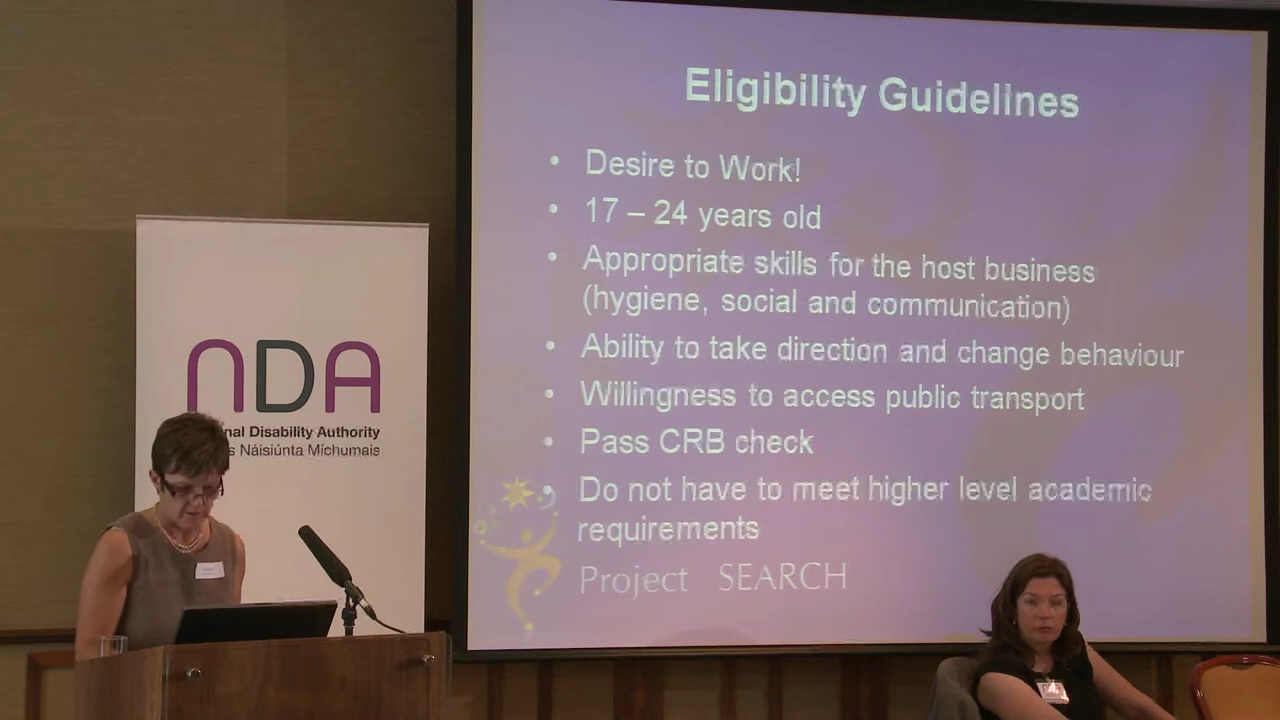 Eligibility Guidelines
• Desire to Work!
• 17 – 24 years old
• Appropriate skills for the host business
(hygiene, social and communication)
• Ability to take direction and change behaviour
• Willingness to access public transport
• Pass CRB check
• Do not have to meet higher level academic
requirements
Project SEARCH
NDA
Disability Authority
Náisiúnta Míchumais